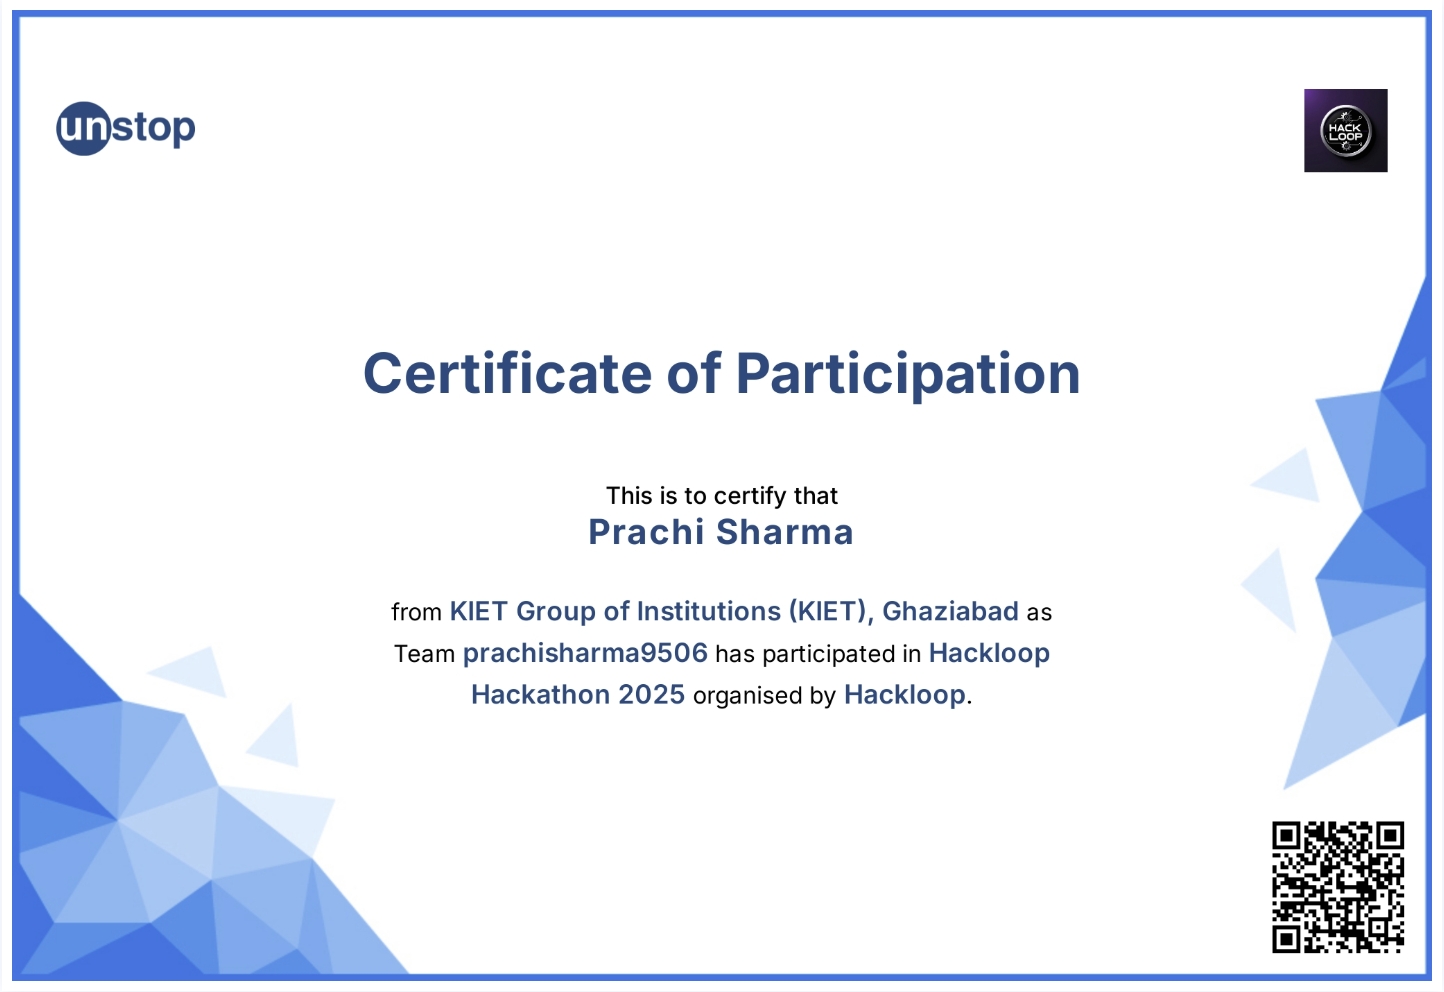 unstop
HACK
LOOP
Certificate of Participation
This is to certify that
Prachi Sharma
from KIET Group of Institutions (KIET), Ghaziabad as
Team prachisharma9506 has participated in Hackloop
Hackathon 2025 organised by Hackloop.